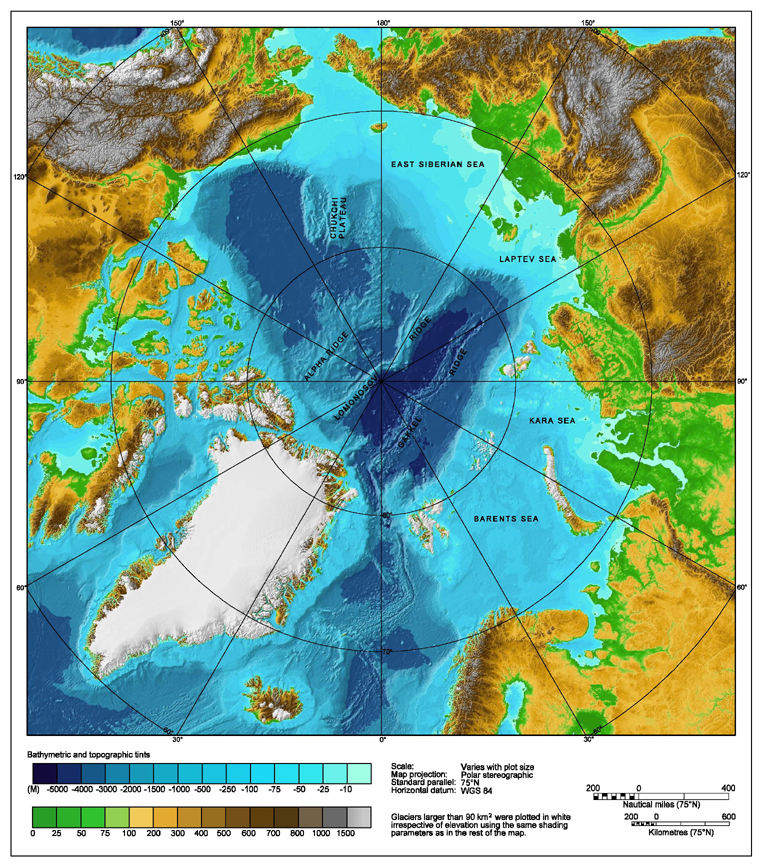 150°
180°
150°
120°
120°
EAST SIBERIAN SEA
CHUKCHI
PLATEAU
LAPTEV SEA
RIDGE
ALPHA RIDGE
RIDGE
90°
90°
LOMONOSOV
GAKKEL
KARA SEA
BARENTS SEA
80°
60°
60°
70°
30°
0°
30°
Bathymetric and topographic tints
(M) -5000 -4000 -3000 -2000 -1500 -1000 -500 -250 -100 -75 -50 -25 -10
0 25 50 75 100 200 300 400 500 600 700 800 1000 1500
Scale: Varies with plot size
Map projection: Polar stereographic
Standard parallel: 75°N
Horizontal datum: WGS 84
Glaciers larger than 90 km² were plotted in white
irrespective of elevation using the same shading
parameters as in the rest of the map.
200 0 400
Nautical miles (75°N)
200 0 600
Kilometres (75°N)